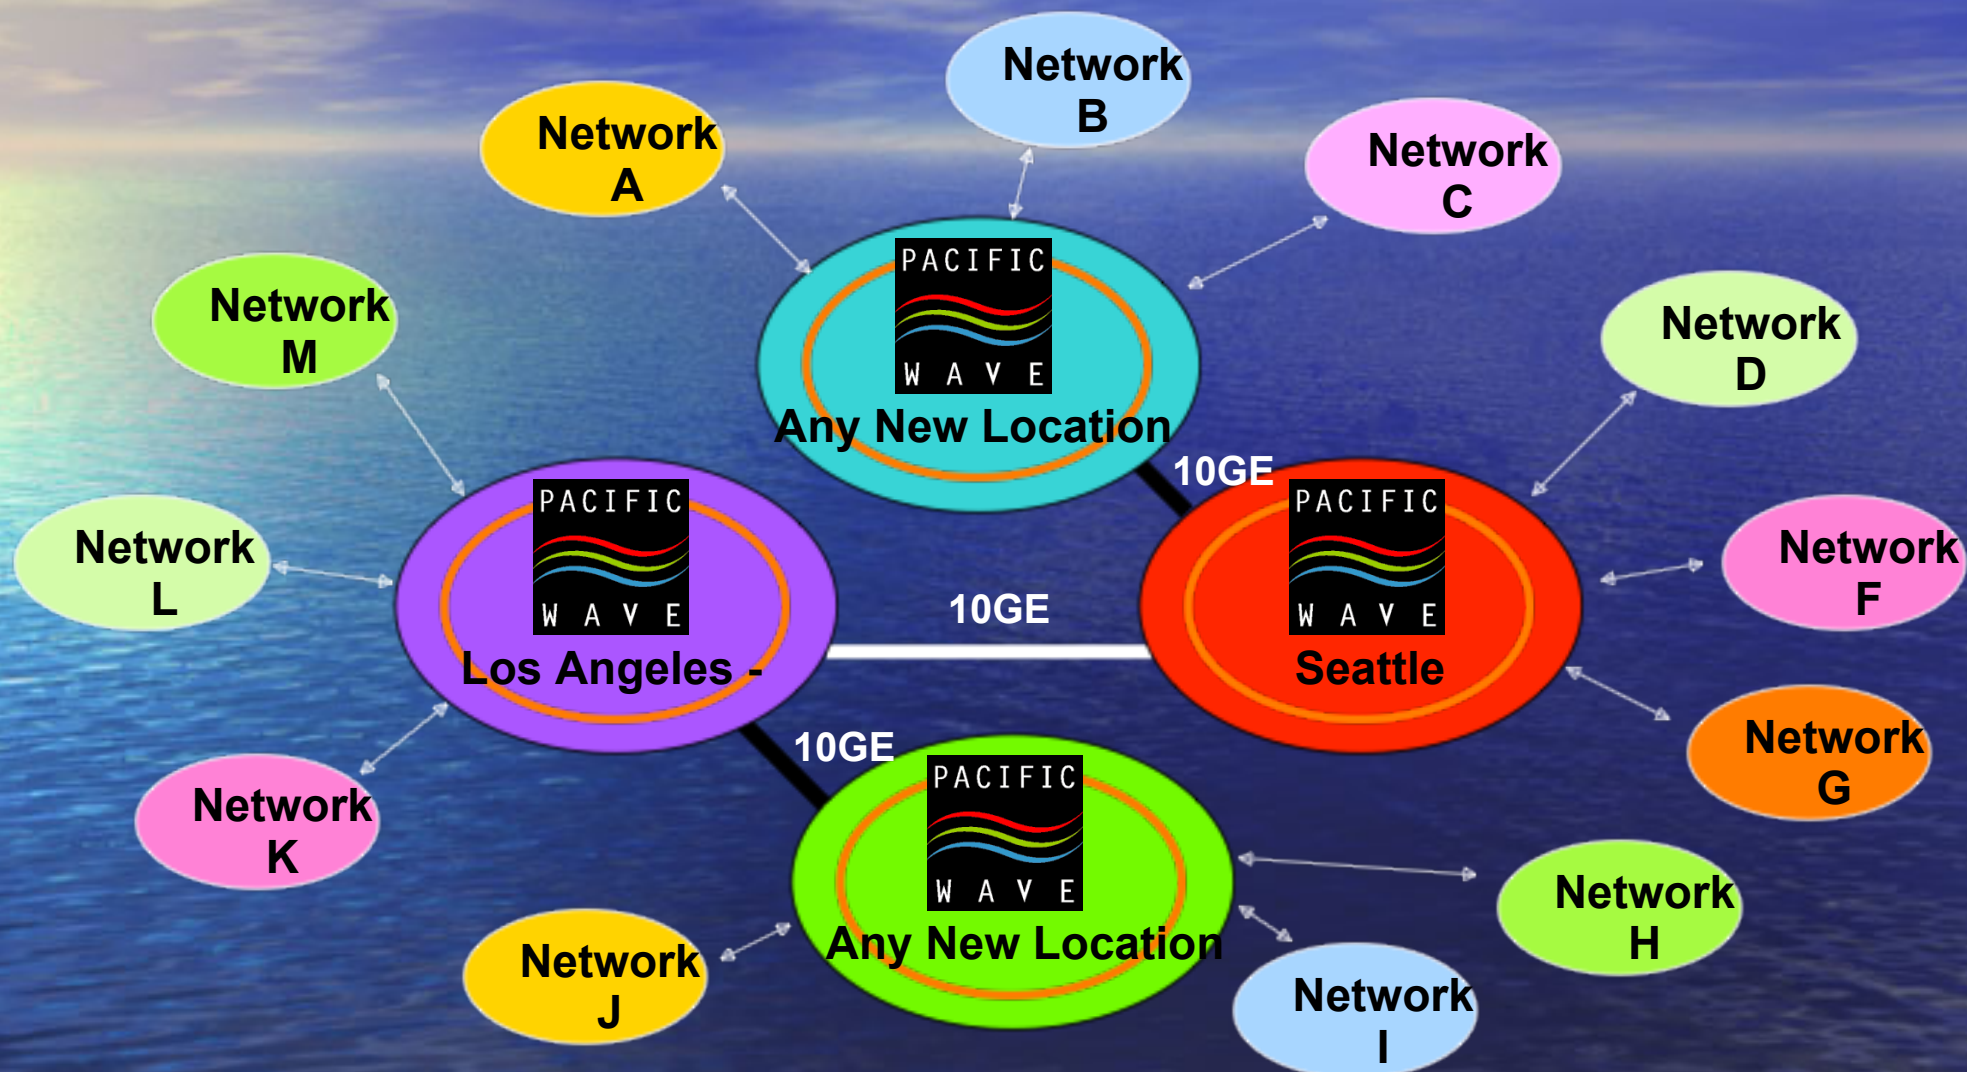 Network
B
Network
A
Network
C
PACIFIC
WAVE
Any New Location
Network
M
Network
D
10GE
PACIFIC
WAVE
Los Angeles -
PACIFIC
WAVE
Seattle
Network
L
Network
F
10GE
Network
K
10GE
Network
G
PACIFIC
WAVE
Any New Location
Network
H
Network
J
Network
I